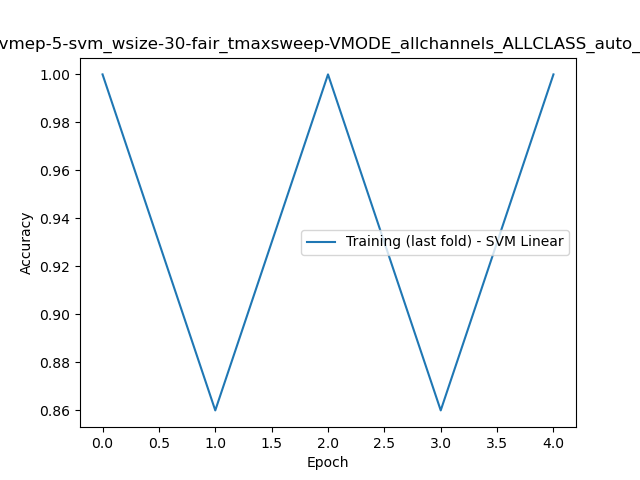 vmep-5-svm_wsize-30-fair_tmaxsweep-VMODE_allchannels_ALLCLASS_auto_
1.00
0.98
0.96
0.94
0.92
0.90
0.88
0.86
Accuracy
Training (last fold) - SVM Linear
0.0 0.5 1.0 1.5 2.0 2.5 3.0 3.5 4.0
Epoch